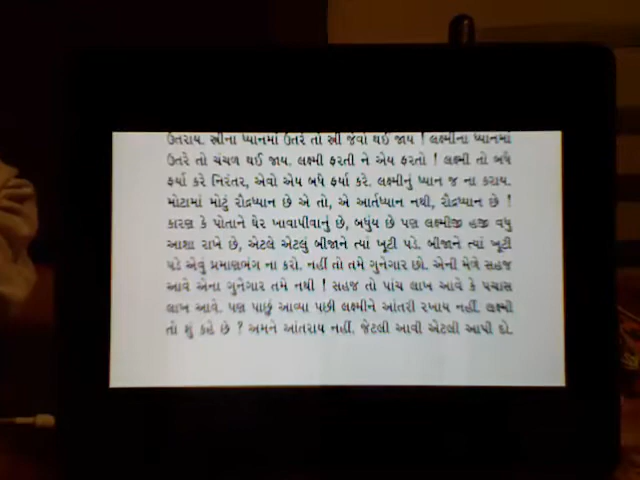 ઉતરાય. સ્ત્રીના ધ્યાનમાં ઉતરે તો સ્ત્રી જેવો થઈ જાય ! લક્ષ્મીના ધ્યાનમાં
ઉતરે તો ચંચળ થઈ જાય. લક્ષ્મી ફરતી ને એય ફરતો ! લક્ષ્મી તો બધે
ફર્યા કરે નિરંતર, એવો એય બધે ફર્યા કરે. લક્ષ્મીનું ધ્યાન જ ના કરાય.
મોટામાં મોટું રૌદ્રધ્યાન છે એ તો, એ આર્તધ્યાન નથી, રૌદ્રધ્યાન છે !
કારણ કે પોતાને ઘેર ખાવાપીવાનું છે, બધુંય છે પણ લક્ષ્મીજી હજી વધુ
આશા રાખે છે, એટલે એટલું બીજાને ત્યાં ખૂટી પડે. બીજાને ત્યાં ખૂટી
પડે એવું પ્રમાણભંગ ના કરો. નહીં તો તમે ગુનેગાર છો. એની મેળે સહજ
આવે એના ગુનેગાર તમે નથી ! સહજ તો પાંચ લાખ આવે કે પચાસ
લાખ આવે. પણ પાછું આવ્યા પછી લક્ષ્મીને આંતરી રખાય નહીં. લક્ષ્મી
તો શું કહે છે ? અમને આંતરાય નહીં, જેટલી આવી એટલી આપી દો.